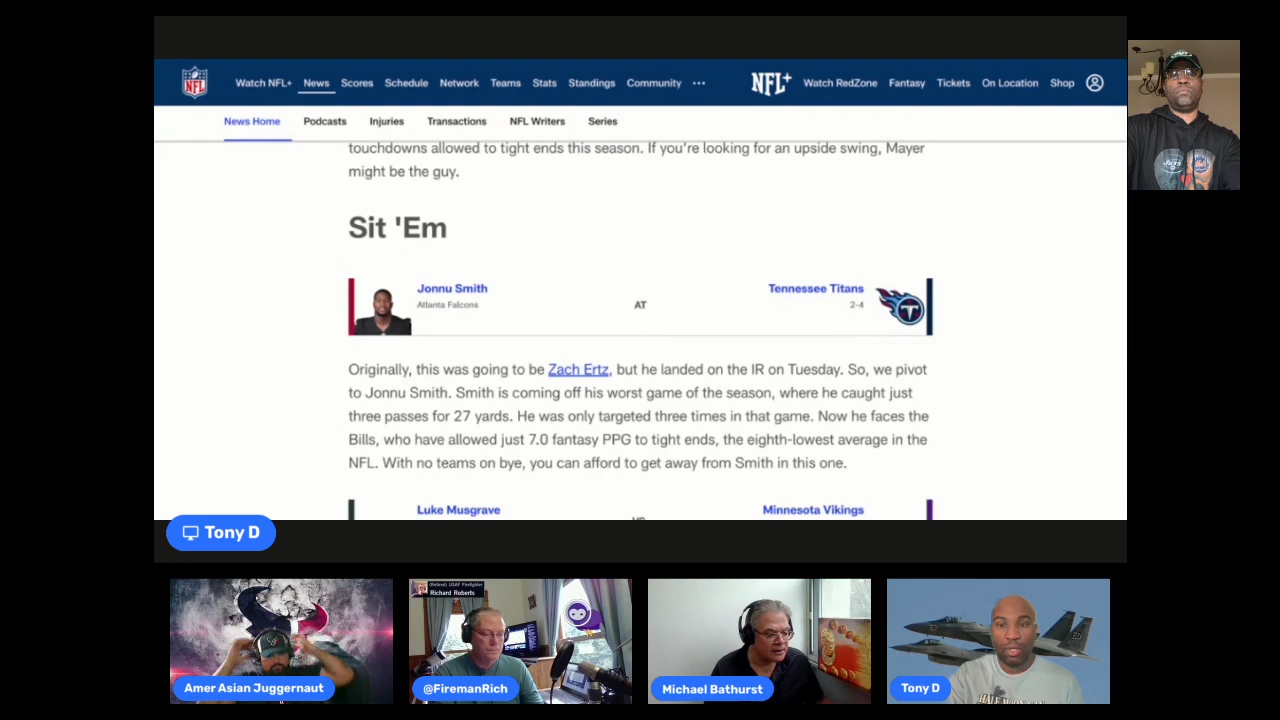 NFL
Watch NFL+ News Scores Schedule Network Teams Stats Standings Community ...
NFL+ Watch RedZone Fantasy Tickets On Location Shop
News Home Podcasts Injuries Transactions NFL Writers Series
touchdowns allowed to tight ends this season. If you're looking for an upside swing, Mayer
might be the guy.
Sit 'Em
Jonnu Smith
Atlanta Falcons
AT
Tennessee Titans
2-4
Originally, this was going to be Zach Ertz, but he landed on the IR on Tuesday. So, we pivot
to Jonnu Smith. Smith is coming off his worst game of the season, where he caught just
three passes for 27 yards. He was only targeted three times in that game. Now he faces the
Bills, who have allowed just 7.0 fantasy PPG to tight ends, the eighth-lowest average in the
NFL. With no teams on bye, you can afford to get away from Smith in this one.
Luke Musgrave
VS
Minnesota Vikings
Tony D
(Retired) USAF Firefighter
Richard Roberts
Amer Asian Juggernaut
@FiremanRich
Michael Bathurst
Tony D
JETS